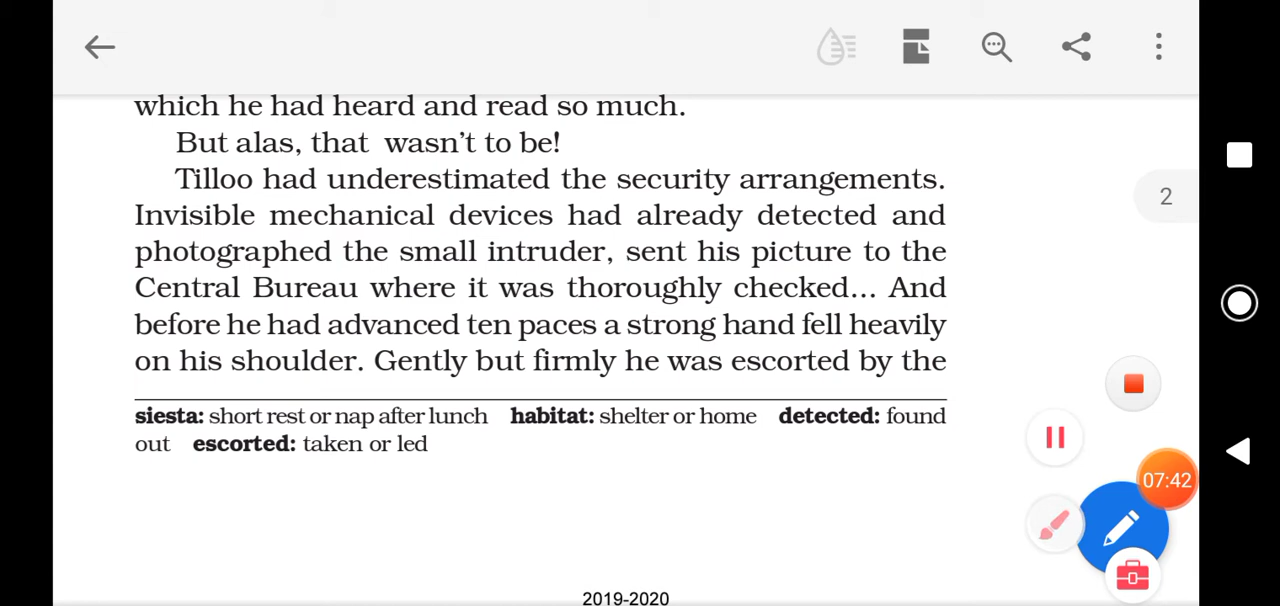 which he had heard and read so much.
But alas, that wasn't to be!
2
Tilloo had underestimated the security arrangements.
Invisible mechanical devices had already detected and
photographed the small intruder, sent his picture to the
Central Bureau where it was thoroughly checked... And
before he had advanced ten paces a strong hand fell heavily
on his shoulder. Gently but firmly he was escorted by the
siesta: short rest or nap after lunch habitat: shelter or home detected: found
out escorted: taken or led
07:42
2019-2020